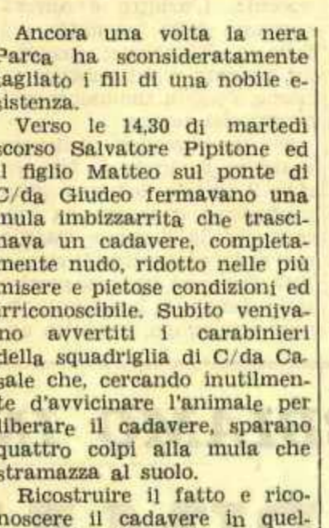 Ancora una volta la nera
Parca ha sconsideratamente
tagliato i fili di una nobile e-
sistenza.
Verso le 14,30 di martedì
scorso Salvatore Pipitone ed
il figlio Matteo sul ponte di
C/da Giudeo fermavano una
mula imbizzarrita che trasci-
nava un cadavere, completa-
mente nudo, ridotto nelle più
misere e pietose condizioni ed
irriconoscibile. Subito veniva-
no avvertiti i carabinieri
della squadriglia di C/da Ca-
sale che, cercando inutilmen-
te d'avvicinare l'animale per
liberare il cadavere, sparano
quattro colpi alla mula che
stramazza al suolo.
Ricostruire il fatto e rico-
noscere il cadavere in quel-